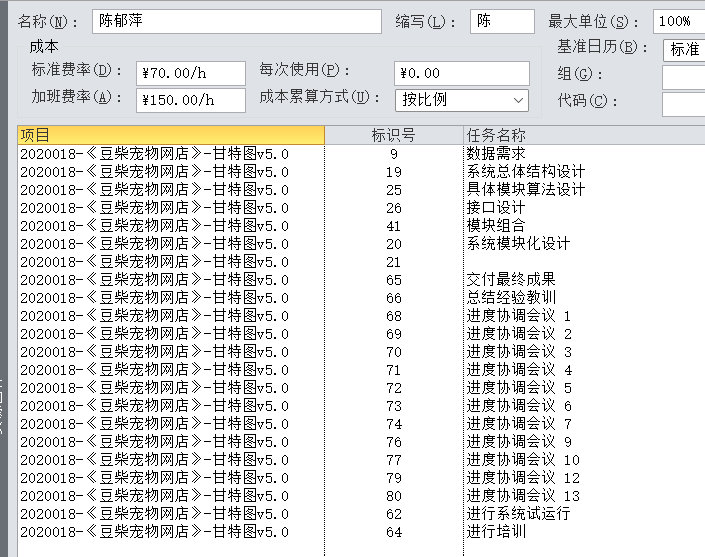 名称(N)： 陈郁萍 缩写(L)： 陈 最大单位(S)： 100%
成本 基准日历(B)： 标准
标准费率(D)： ¥70.00/h 每次使用(P)： ¥0.00 组(G)：
加班费率(A)： ¥150.00/h 成本累算方式(U)： 按比例 代码(C)：
项目 标识号 任务名称
2020018-《豆柴宠物网店》-甘特图v5.0 9 数据需求
2020018-《豆柴宠物网店》-甘特图v5.0 19 系统总体结构设计
2020018-《豆柴宠物网店》-甘特图v5.0 25 具体模块算法设计
2020018-《豆柴宠物网店》-甘特图v5.0 26 接口设计
2020018-《豆柴宠物网店》-甘特图v5.0 41 模块组合
2020018-《豆柴宠物网店》-甘特图v5.0 20 系统模块化设计
2020018-《豆柴宠物网店》-甘特图v5.0 21
2020018-《豆柴宠物网店》-甘特图v5.0 65 交付最终成果
2020018-《豆柴宠物网店》-甘特图v5.0 66 总结经验教训
2020018-《豆柴宠物网店》-甘特图v5.0 68 进度协调会议 1
2020018-《豆柴宠物网店》-甘特图v5.0 69 进度协调会议 2
2020018-《豆柴宠物网店》-甘特图v5.0 70 进度协调会议 3
2020018-《豆柴宠物网店》-甘特图v5.0 71 进度协调会议 4
2020018-《豆柴宠物网店》-甘特图v5.0 72 进度协调会议 5
2020018-《豆柴宠物网店》-甘特图v5.0 73 进度协调会议 6
2020018-《豆柴宠物网店》-甘特图v5.0 74 进度协调会议 7
2020018-《豆柴宠物网店》-甘特图v5.0 76 进度协调会议 9
2020018-《豆柴宠物网店》-甘特图v5.0 77 进度协调会议 10
2020018-《豆柴宠物网店》-甘特图v5.0 79 进度协调会议 12
2020018-《豆柴宠物网店》-甘特图v5.0 80 进度协调会议 13
2020018-《豆柴宠物网店》-甘特图v5.0 62 进行系统试运行
2020018-《豆柴宠物网店》-甘特图v5.0 64 进行培训